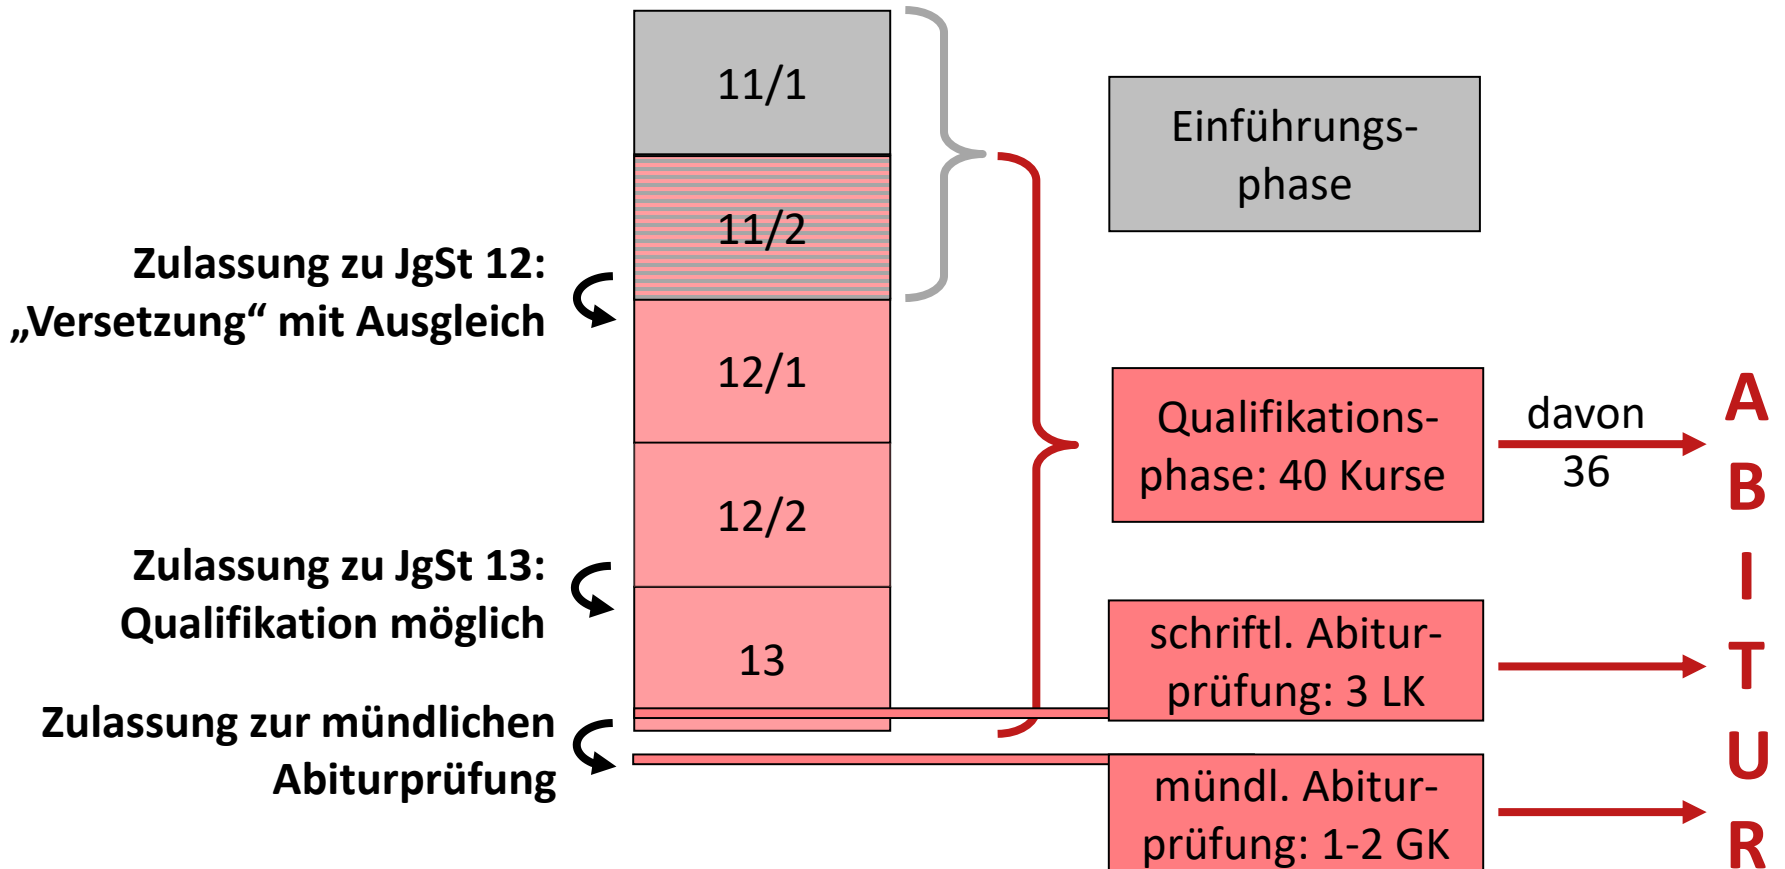 11/1
11/2
12/1
12/2
13
Zulassung zu JgSt 12:
„Versetzung“ mit Ausgleich
Zulassung zu JgSt 13:
Qualifikation möglich
Zulassung zur mündlichen
Abiturprüfung
Einführungs-
phase
Qualifikations-
phase: 40 Kurse
davon
36
schriftl. Abitur-
prüfung: 3 LK
mündl. Abitur-
prüfung: 1-2 GK
A
B
I
T
U
R